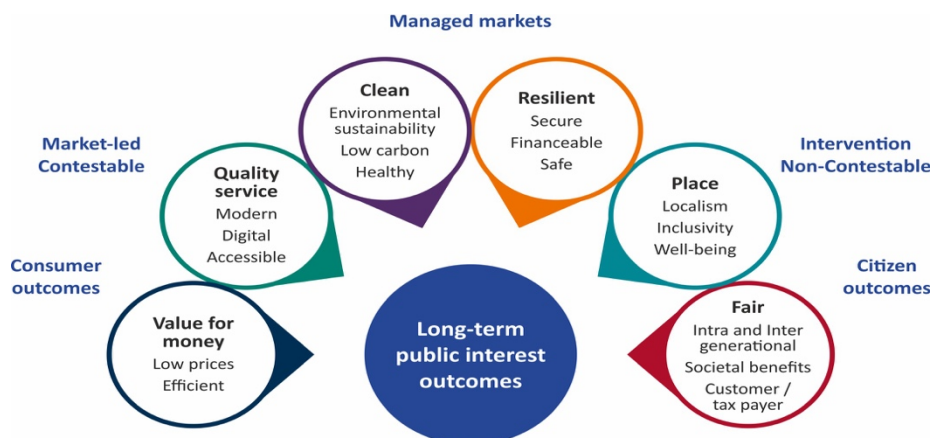 Managed markets
Clean
Environmental
sustainability
Low carbon
Healthy
Resilient
Secure
Financeable
Safe
Market-led
Contestable
Intervention
Non-Contestable
Quality
service
Modern
Digital
Accessible
Place
Localism
Inclusivity
Well-being
Consumer
outcomes
Citizen
outcomes
Value for
money
Low prices
Efficient
Long-term
public interest
outcomes
Fair
Intra and Inter
generational
Societal benefits
Customer /
tax payer